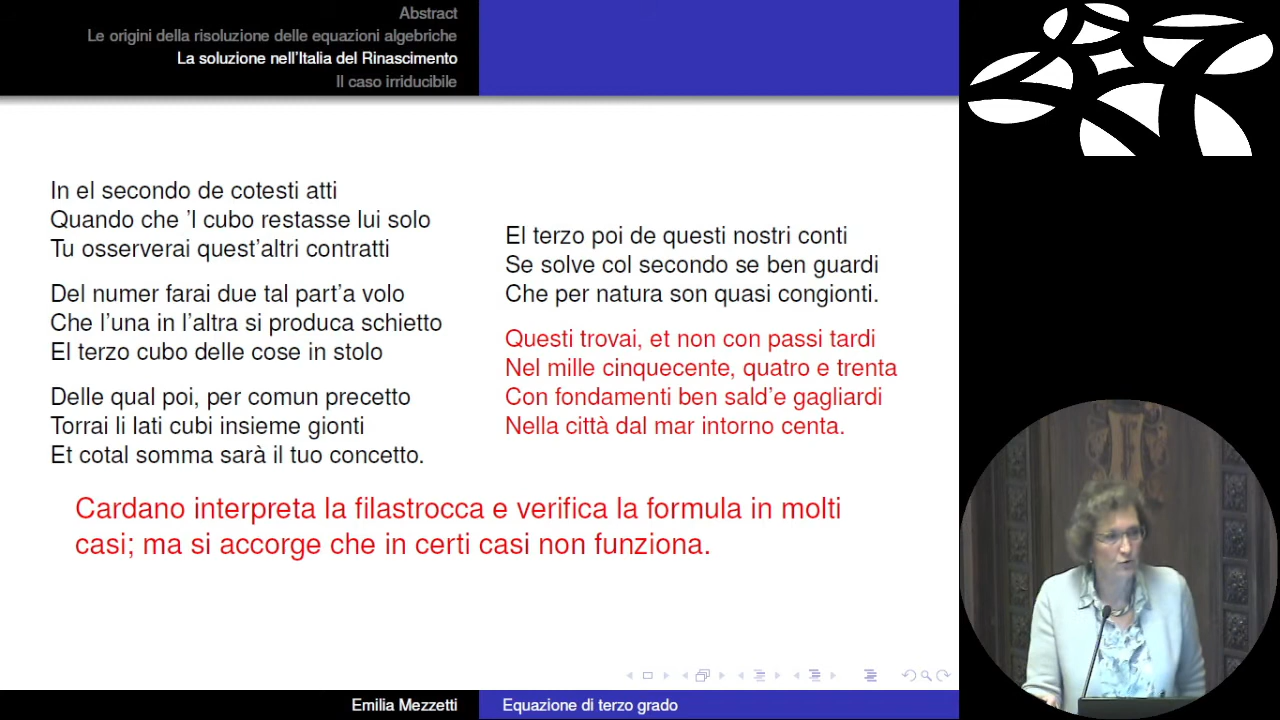 Abstract
Le origini della risoluzione delle equazioni algebriche
La soluzione nell'Italia del Rinascimento
Il caso irriducibile
In el secondo de cotesti atti
Quando che 'l cubo restasse lui solo
Tu osserverai quest'altri contratti
Del numer farai due tal part'a volo
Che l'una in l'altra si produca schietto
El terzo cubo delle cose in stolo
Delle qual poi, per comun precetto
Torrai li lati cubi insieme gionti
Et cotal somma sarà il tuo concetto.
El terzo poi de questi nostri conti
Se solve col secondo se ben guardi
Che per natura son quasi congionti.
Questi trovai, et non con passi tardi
Nel mille cinquecente, quatro e trenta
Con fondamenti ben sald'e gagliardi
Nella città dal mar intorno centa.
Cardano interpreta la filastrocca e verifica la formula in molti
casi; ma si accorge che in certi casi non funziona.
Emilia Mezzetti
Equazione di terzo grado